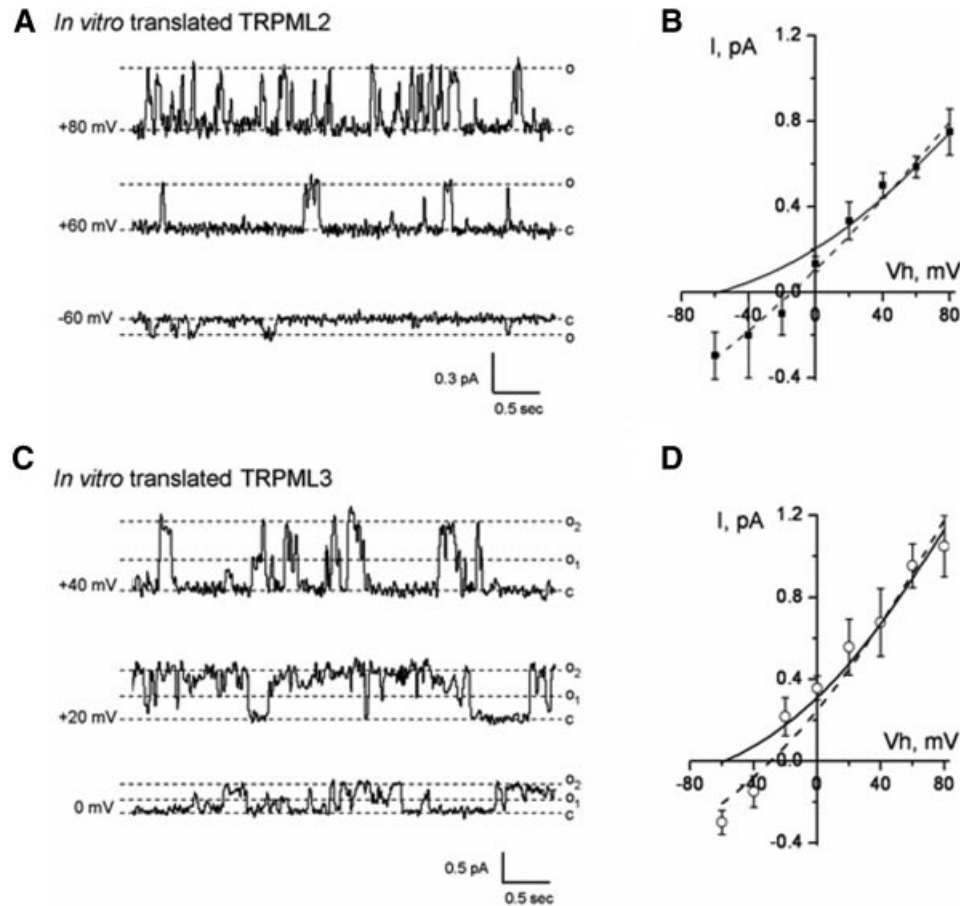 A In vitro translated TRPML2
o
+80 mV c
o
+60 mV c
-60 mV c
o
0.3 pA
0.5 sec
B
I, pA
1.2
0.8
0.4
Vh, mV
0.0
-80 -40 0 40 80
-0.4
C In vitro translated TRPML3
o2
o1
+40 mV c
o2
o1
+20 mV c
o2
o1
0 mV c
0.5 pA
0.5 sec
D
I, pA
1.2
0.8
0.4
Vh, mV
0.0
-80 -40 0 40 80
-0.4